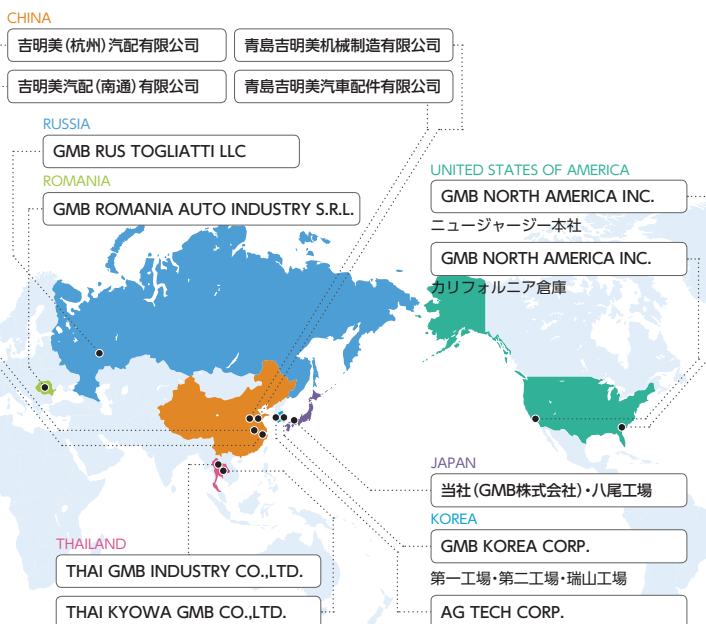 CHINA
吉明美(杭州)汽配有限公司
青島吉明美机械制造有限公司
吉明美汽配(南通)有限公司
青島吉明美汽車配件有限公司
RUSSIA
GMB RUS TOGLIATTI LLC
ROMANIA
GMB ROMANIA AUTO INDUSTRY S.R.L.
UNITED STATES OF AMERICA
GMB NORTH AMERICA INC.
ニュージャージー本社
GMB NORTH AMERICA INC.
カリフォルニア倉庫
JAPAN
当社(GMB株式会社)・八尾工場
KOREA
GMB KOREA CORP.
第一工場・第二工場・瑞山工場
AG TECH CORP.
THAILAND
THAI GMB INDUSTRY CO.,LTD.
THAI KYOWA GMB CO.,LTD.